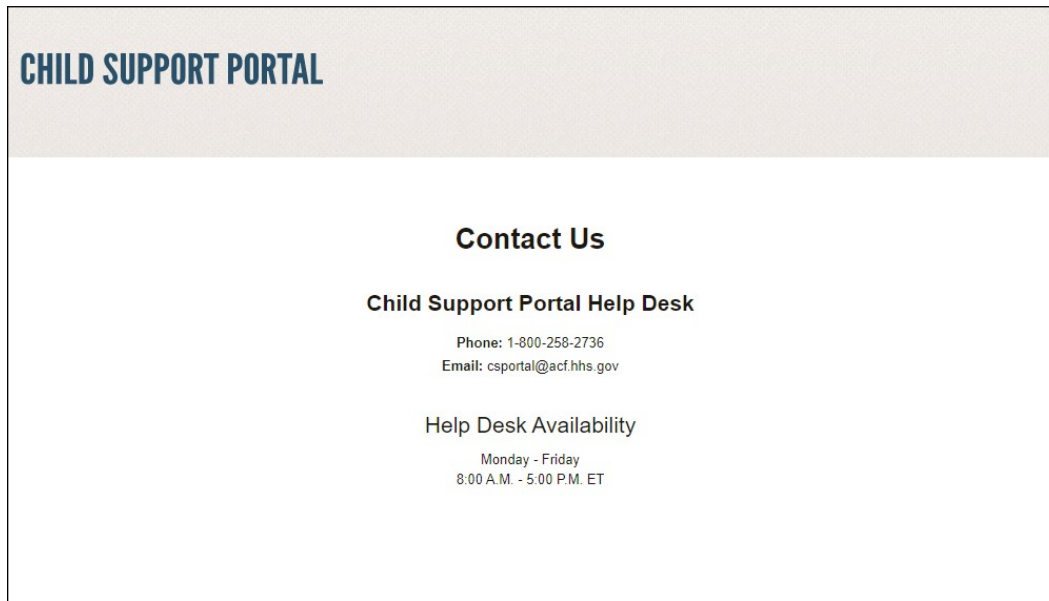 CHILD SUPPORT PORTAL
Contact Us
Child Support Portal Help Desk
Phone: 1-800-258-2736
Email: csportal@acf.hhs.gov
Help Desk Availability
Monday - Friday
8:00 A.M. - 5:00 P.M. ET